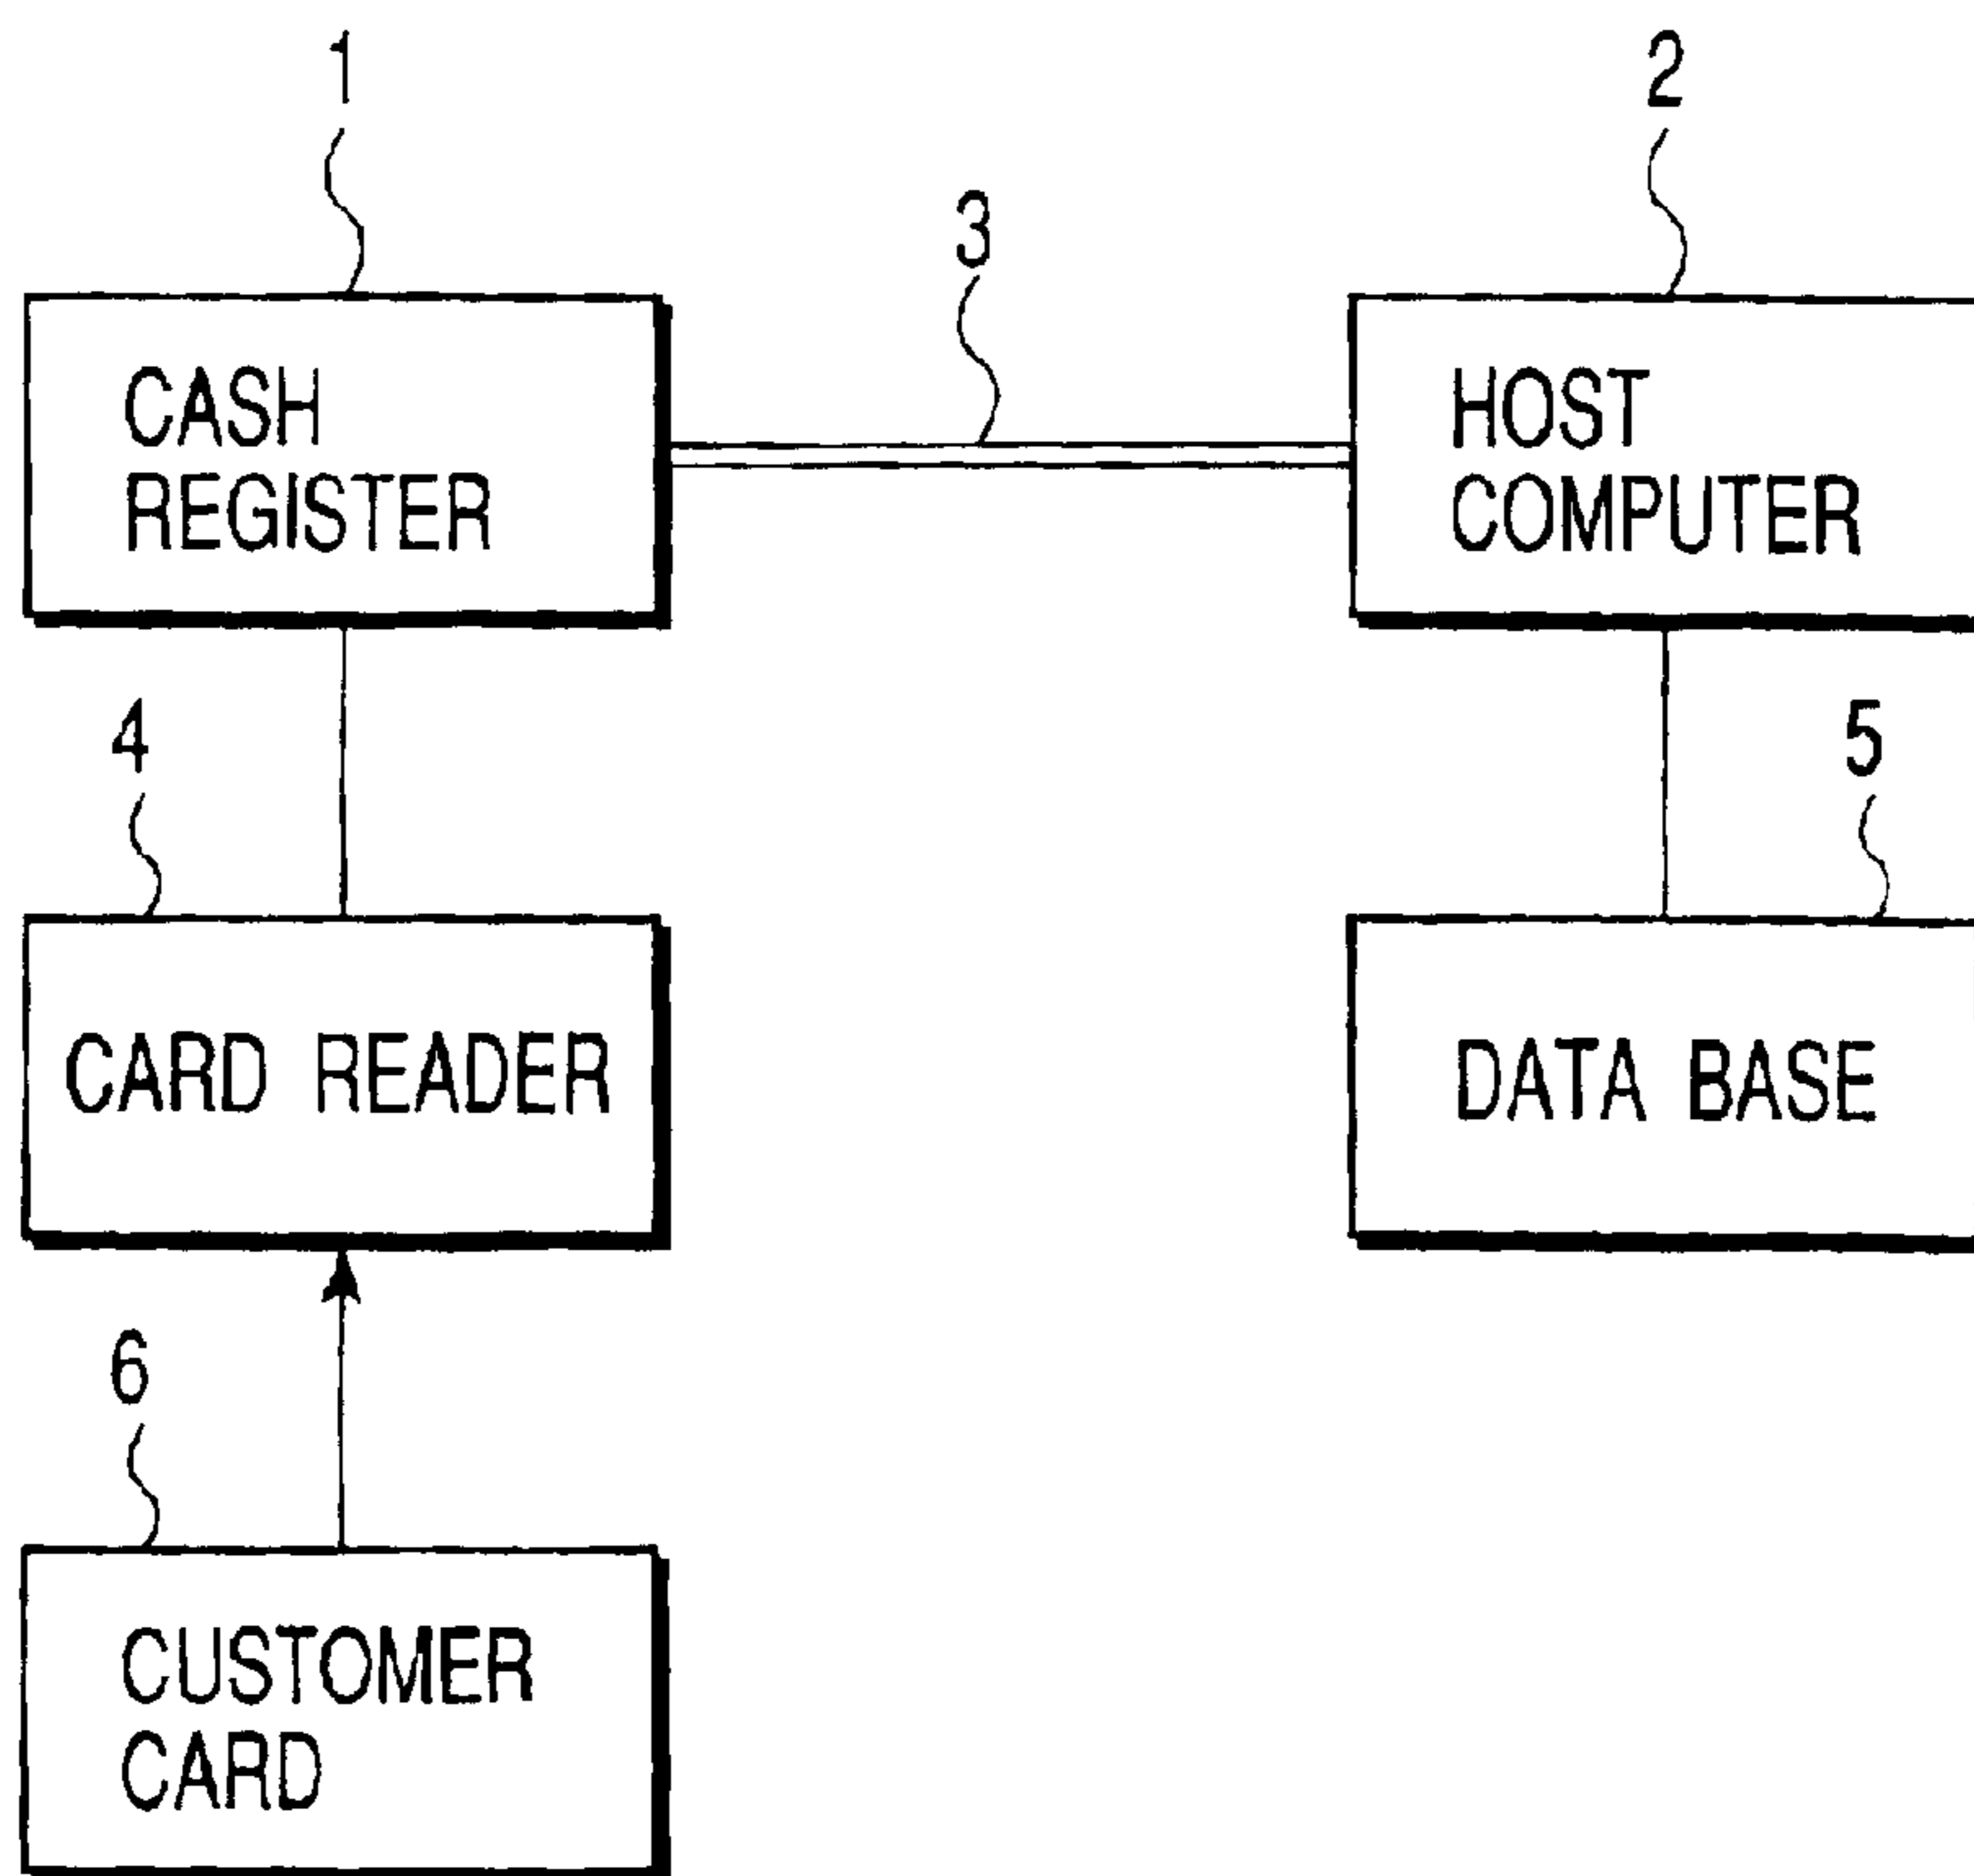 1
2
3
CASH
REGISTER
HOST
COMPUTER
4
5
CARD READER
DATA BASE
6
CUSTOMER
CARD